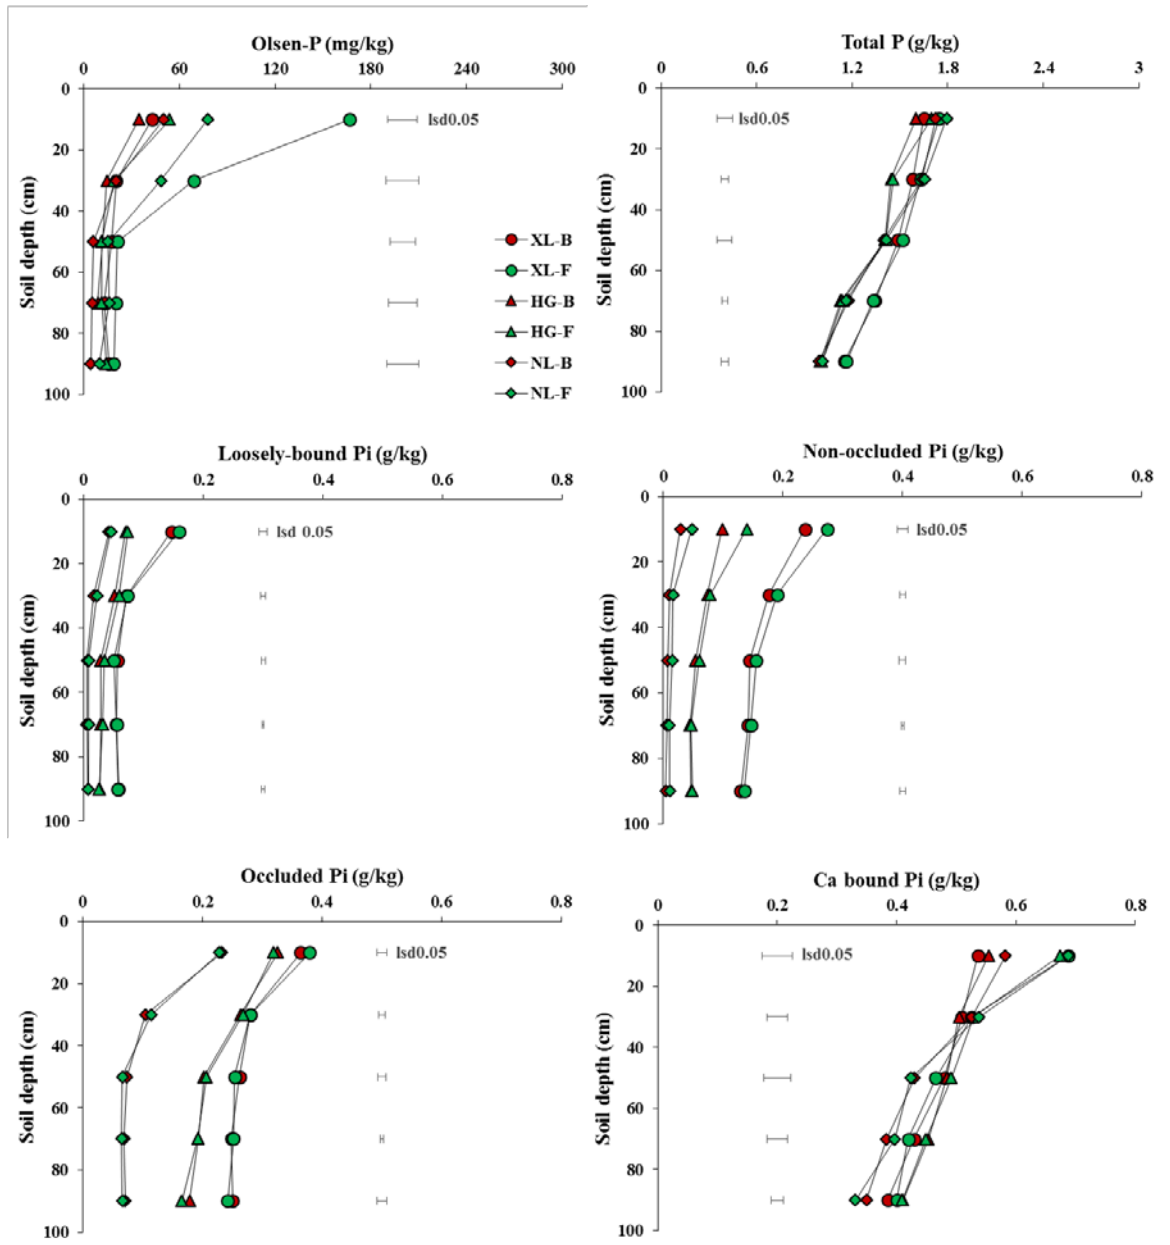 Olsen-P (mg/kg)
0 60 120 180 240 300
0
20
40
60
80
100
Soil depth (cm)
lsd0.05
XL-B
XL-F
HG-B
HG-F
NL-B
NL-F
Total P (g/kg)
0 0.6 1.2 1.8 2.4 3
0
20
40
60
80
100
Soil depth (cm)
lsd0.05
Loosely-bound Pi (g/kg)
0 0.2 0.4 0.6 0.8
0
20
40
60
80
100
Soil depth (cm)
lsd 0.05
Non-occluded Pi (g/kg)
0 0.2 0.4 0.6 0.8
0
20
40
60
80
100
Soil depth (cm)
lsd0.05
Occluded Pi (g/kg)
0 0.2 0.4 0.6 0.8
0
20
40
60
80
100
Soil depth (cm)
lsd0.05
Ca bound Pi (g/kg)
0 0.2 0.4 0.6 0.8
0
20
40
60
80
100
Soil depth (cm)
lsd0.05